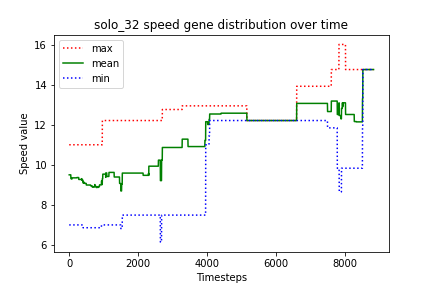 solo_32 speed gene distribution over time
max
mean
min
Speed value
16
14
12
10
8
6
0
2000
4000
6000
8000
Timesteps